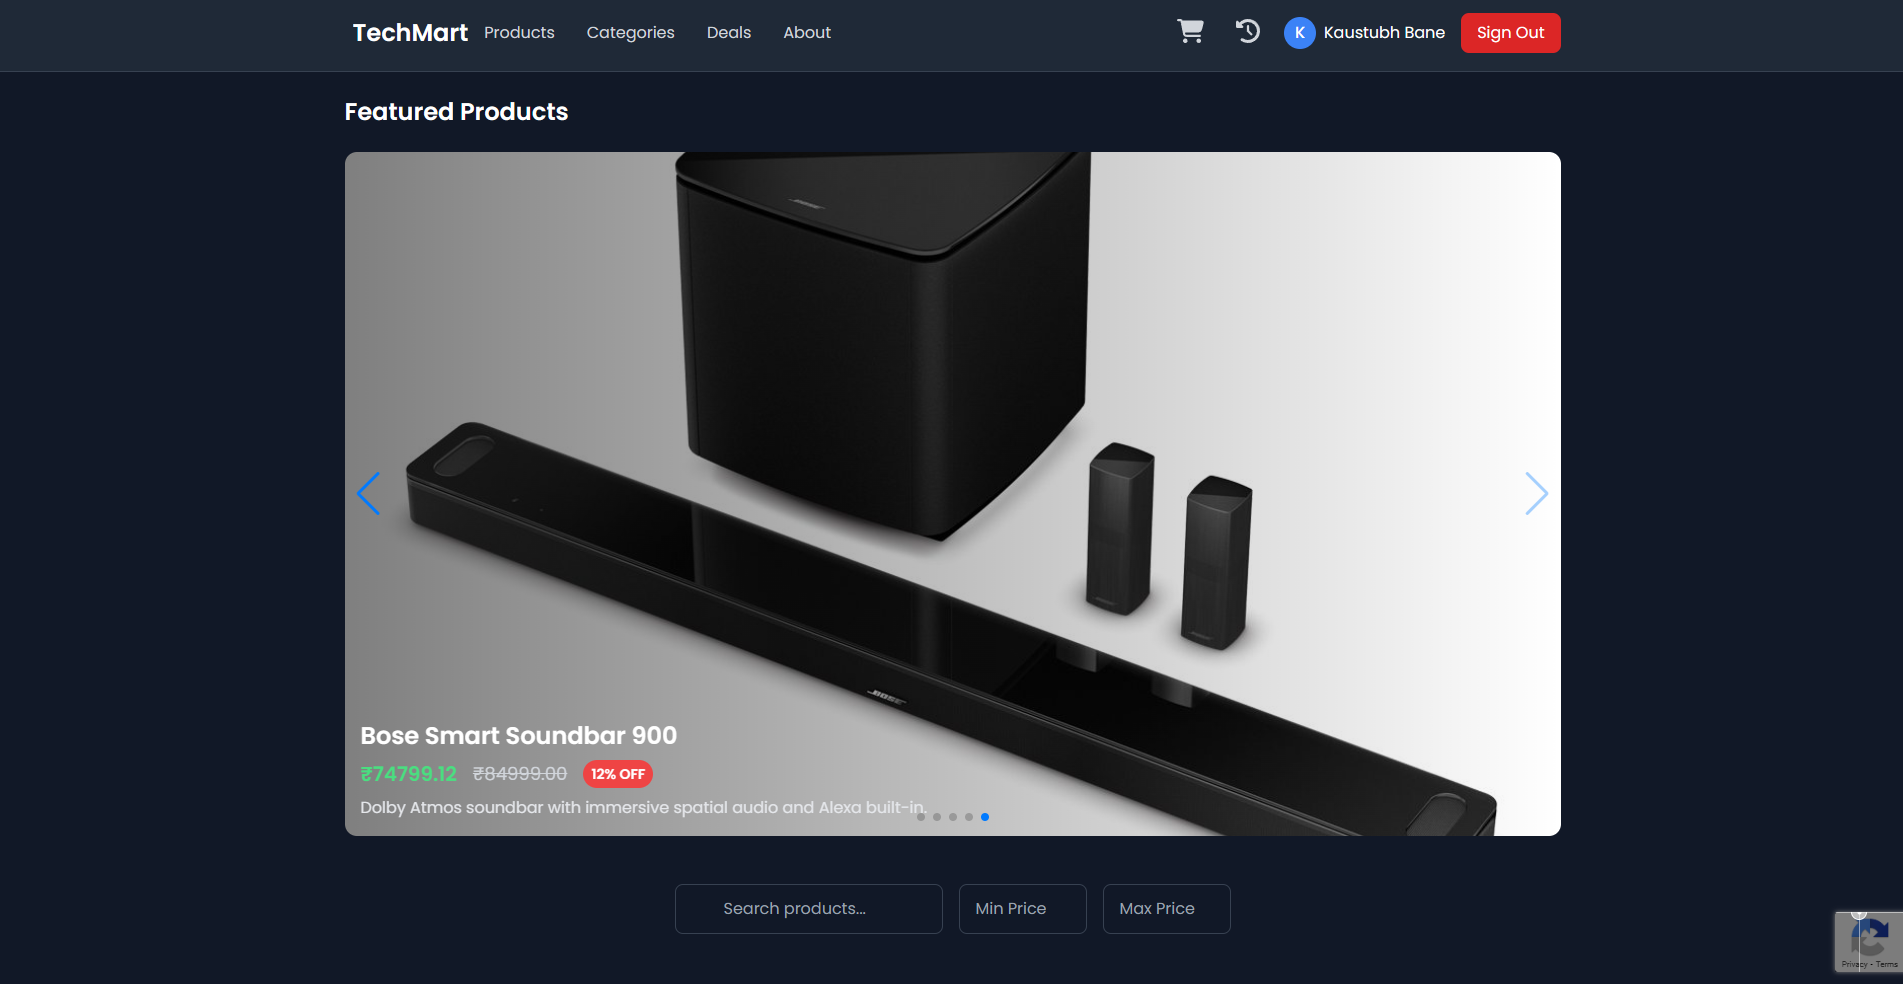 TechMart Products Categories Deals About K Kaustubh Bane Sign Out
Featured Products
BOSE
Bose Smart Soundbar 900
₹74799.12 ₹84999.00 12% OFF
Dolby Atmos soundbar with immersive spatial audio and Alexa built-in.
Search products... Min Price Max Price
Privacy - Terms